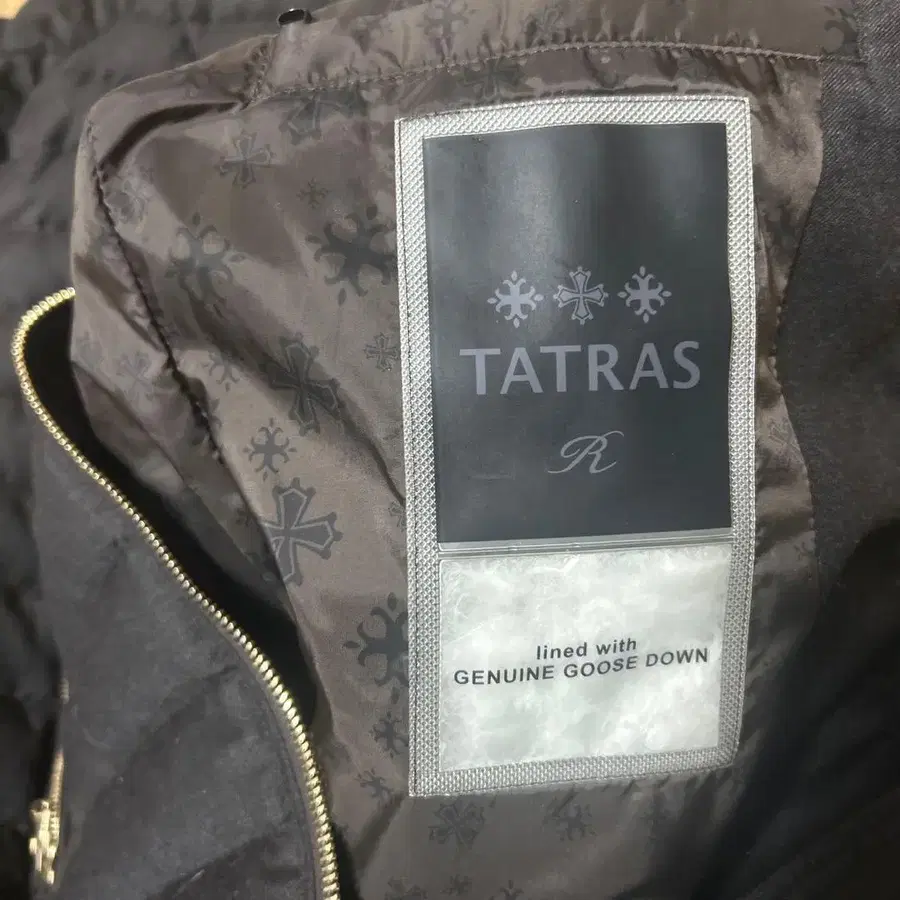 TATRAS
R
lined with
GENUINE GOOSE DOWN